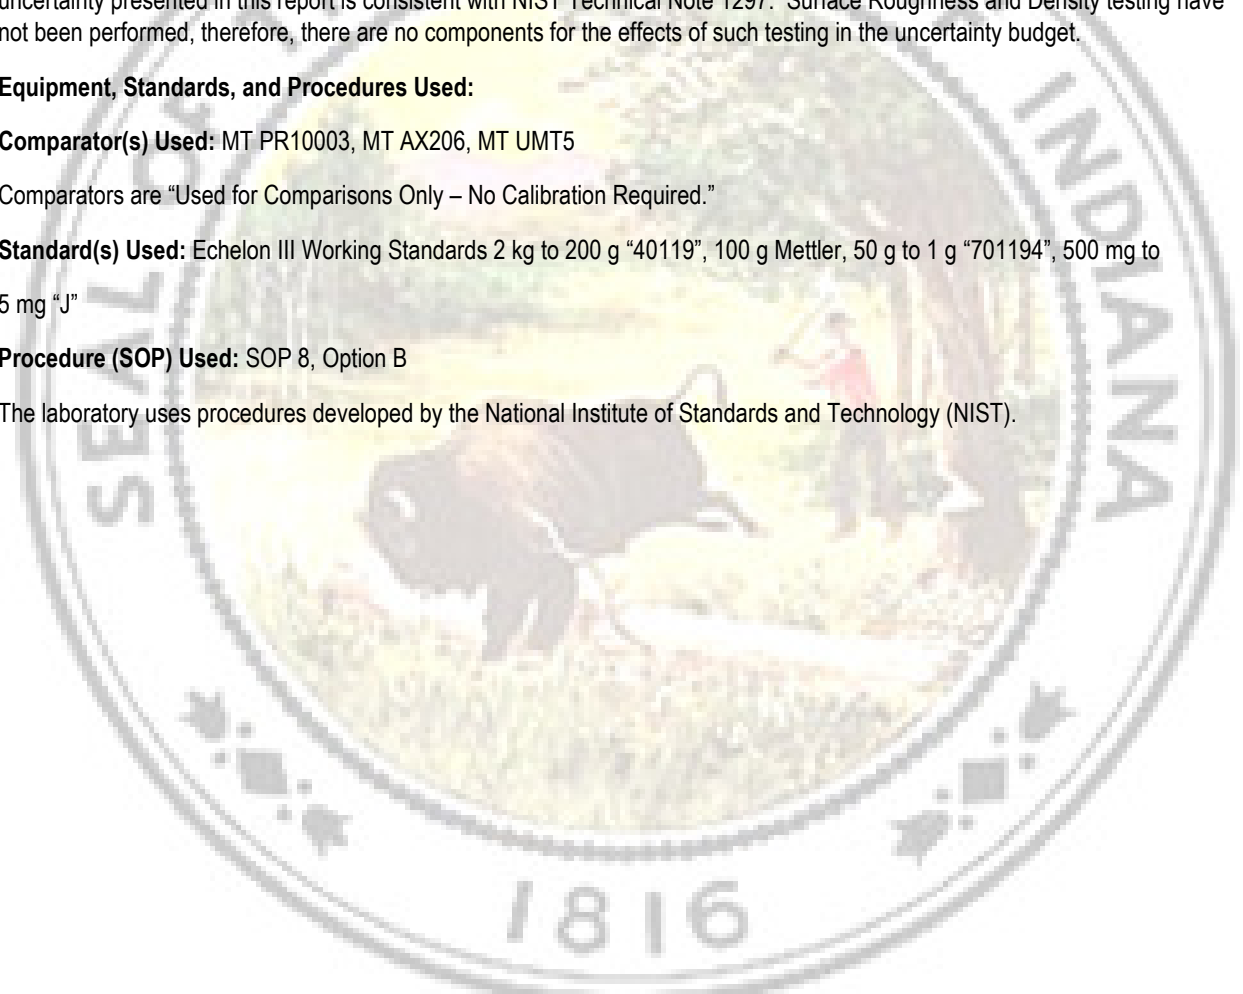 uncertainty presented in this report is consistent with NIST Technical Note 1297. Surface Roughness and Density testing have
not been performed, therefore, there are no components for the effects of such testing in the uncertainty budget.
Equipment, Standards, and Procedures Used:
Comparator(s) Used: MT PR10003, MT AX206, MT UMT5
Comparators are “Used for Comparisons Only – No Calibration Required.”
Standard(s) Used: Echelon III Working Standards 2 kg to 200 g “40119”, 100 g Mettler, 50 g to 1 g “701194”, 500 mg to
5 mg “J”
Procedure (SOP) Used: SOP 8, Option B
The laboratory uses procedures developed by the National Institute of Standards and Technology (NIST).
SEAL OF
INDIANA
1816